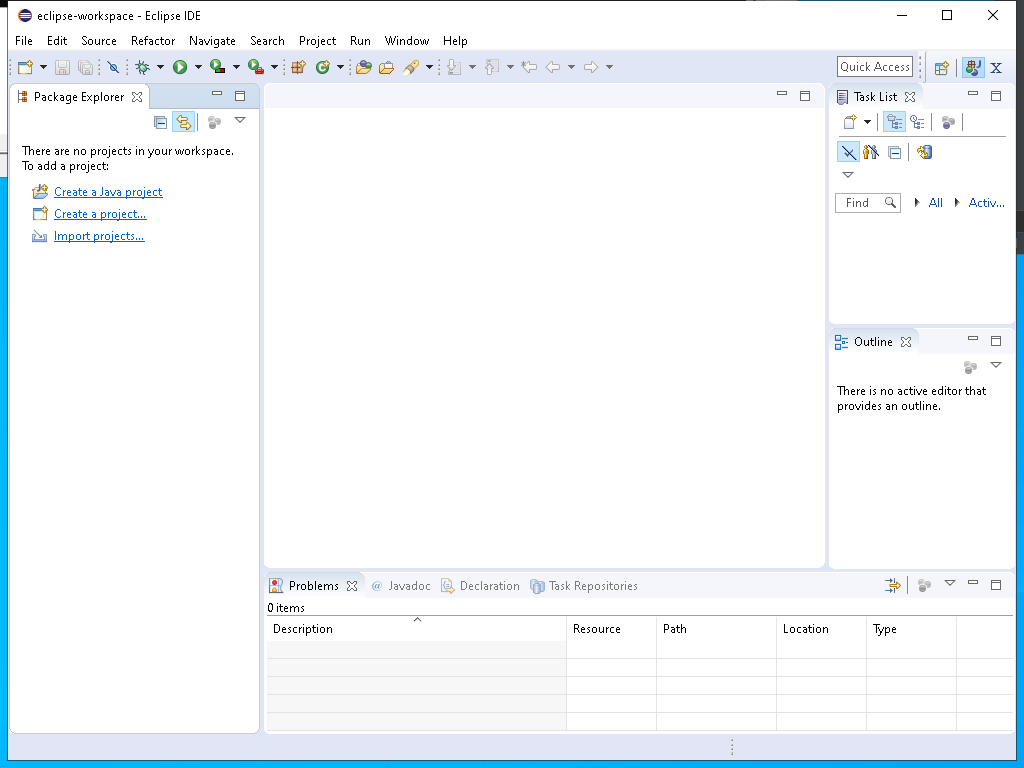 eclipse-workspace - Eclipse IDE
File Edit Source Refactor Navigate Search Project Run Window Help
Quick Access
Package Explorer
There are no projects in your workspace.
To add a project:
Create a Java project
Create a project...
Import projects...
Task List
Find All Activ...
Outline
There is no active editor that
provides an outline.
Problems @ Javadoc Declaration Task Repositories
0 items
Description Resource Path Location Type